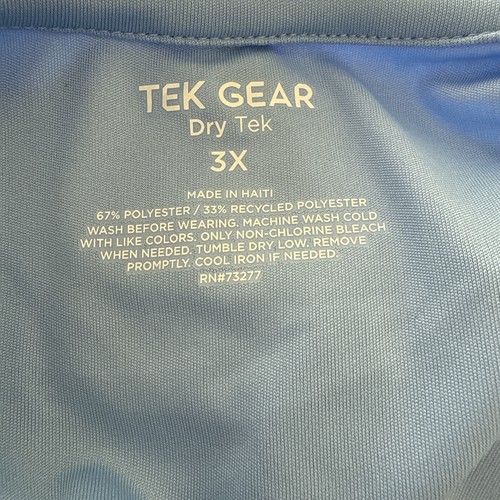 TEK GEAR
Dry Tek
3X
MADE IN HAITI
67% POLYESTER / 33% RECYCLED POLYESTER
WASH BEFORE WEARING. MACHINE WASH COLD
WITH LIKE COLORS. ONLY NON-CHLORINE BLEACH
WHEN NEEDED. TUMBLE DRY LOW. REMOVE
PROMPTLY. COOL IRON IF NEEDED.
RN#73277